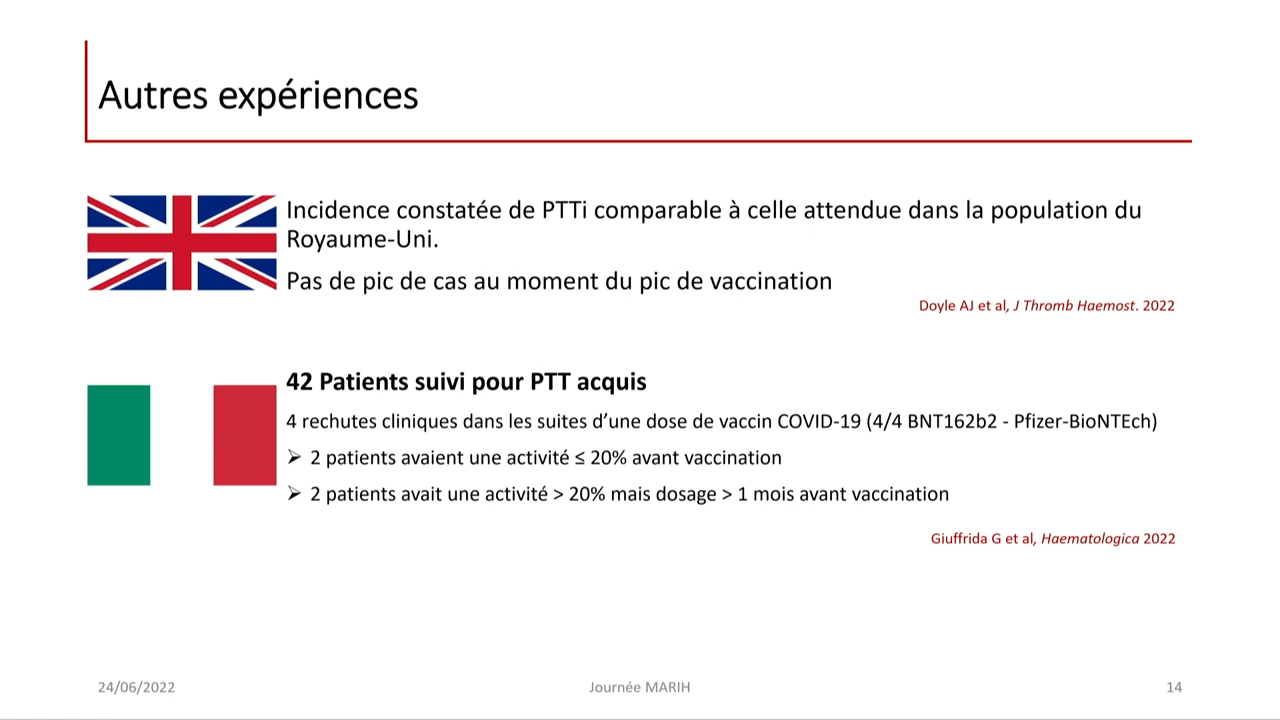 Autres expériences
Incidence constatée de PTTi comparable à celle attendue dans la population du
Royaume-Uni.
Pas de pic de cas au moment du pic de vaccination
Doyle AJ et al, J Thromb Haemost. 2022
42 Patients suivi pour PTT acquis
4 rechutes cliniques dans les suites d’une dose de vaccin COVID-19 (4/4 BNT162b2 - Pfizer-BioNTEch)
➢ 2 patients avaient une activité ≤ 20% avant vaccination
➢ 2 patients avait une activité > 20% mais dosage > 1 mois avant vaccination
Giuffrida G et al, Haematologica 2022
24/06/2022
Journée MARIH
14